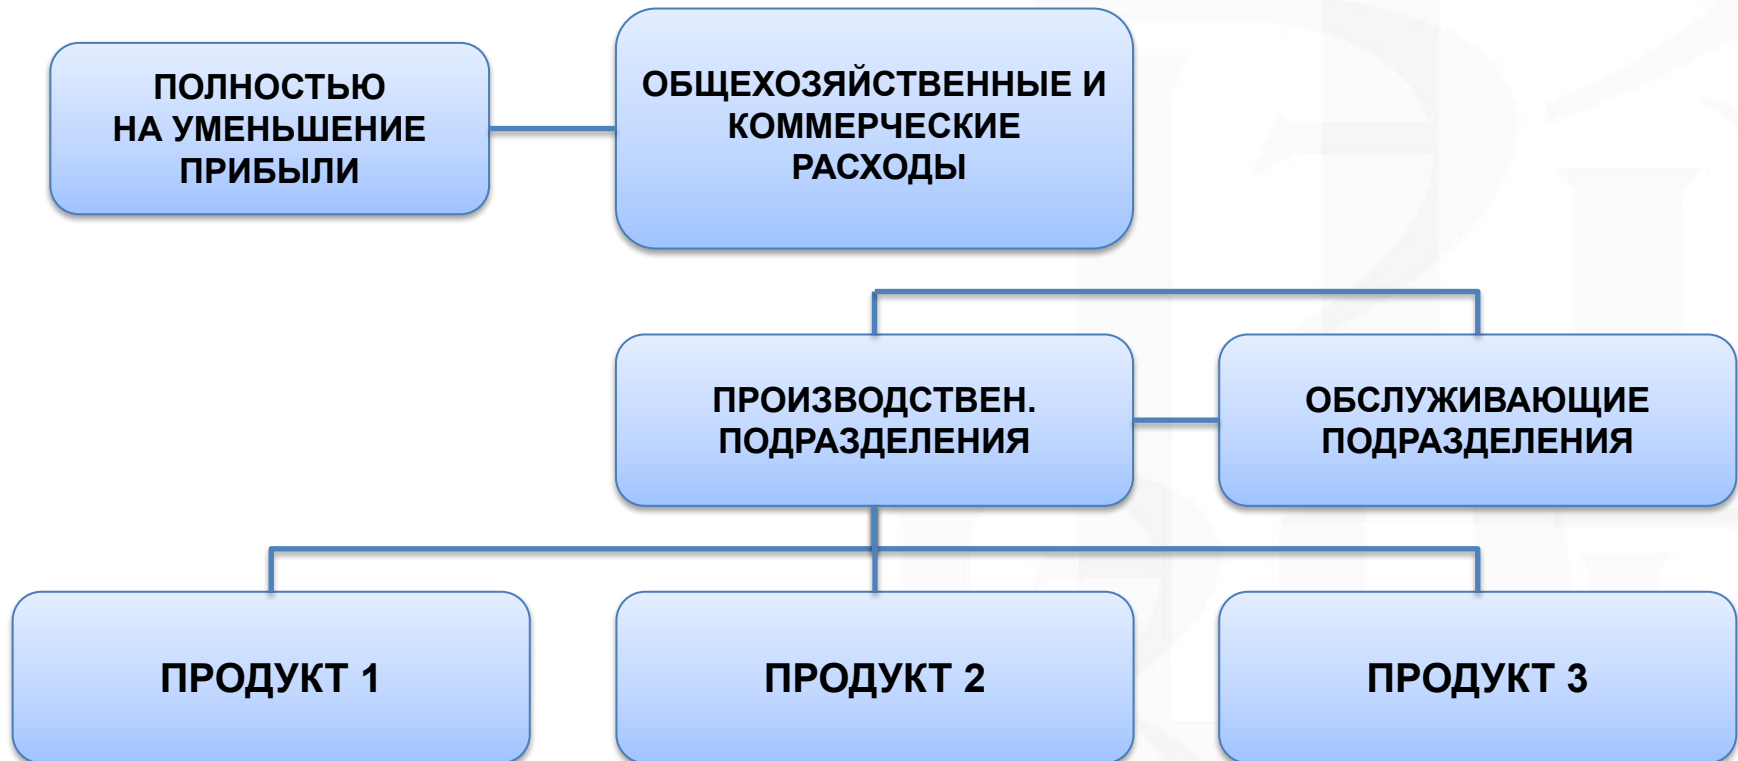 ПОЛНОСТЬЮ
НА УМЕНЬШЕНИЕ
ПРИБЫЛИ
ОБЩЕХОЗЯЙСТВЕННЫЕ И
КОММЕРЧЕСКИЕ
РАСХОДЫ
ПРОИЗВОДСТВЕН.
ПОДРАЗДЕЛЕНИЯ
ОБСЛУЖИВАЮЩИЕ
ПОДРАЗДЕЛЕНИЯ
ПРОДУКТ 1
ПРОДУКТ 2
ПРОДУКТ 3